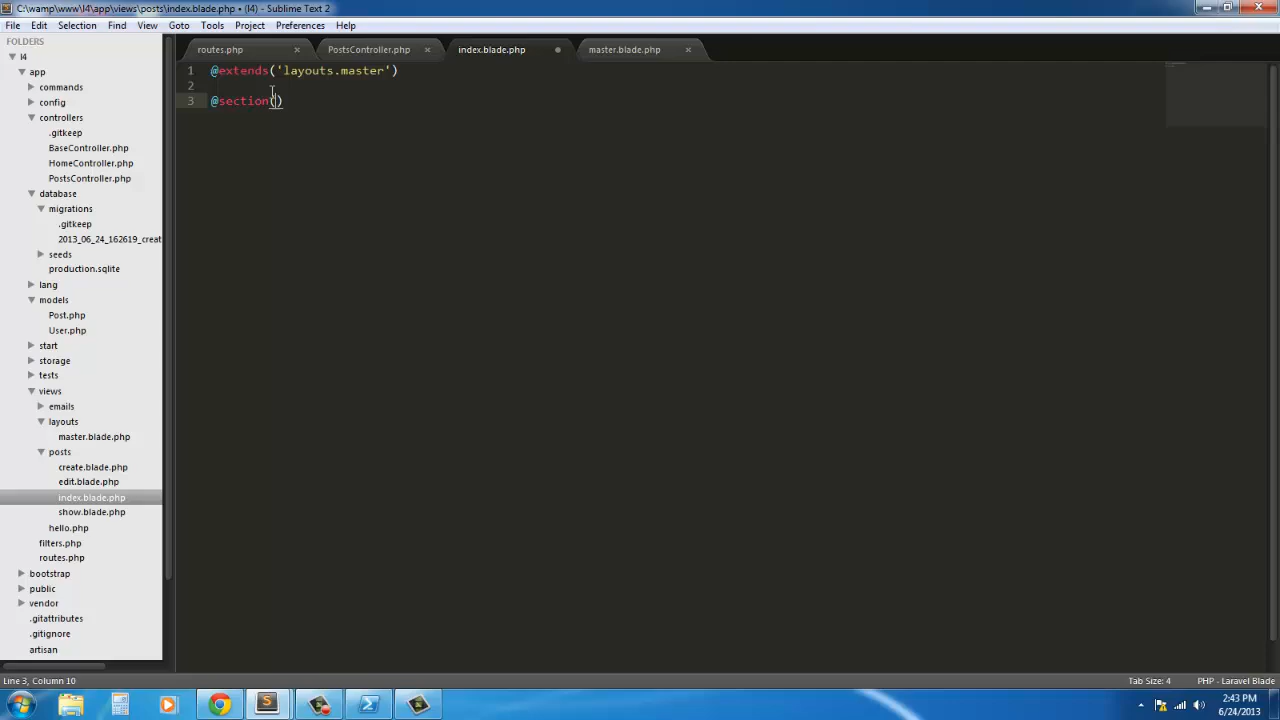 C:\wamp\www\l4\app\views\posts\index.blade.php • (l4) - Sublime Text 2
File Edit Selection Find View Goto Tools Project Preferences Help
FOLDERS
l4
app
commands
config
controllers
.gitkeep
BaseController.php
HomeController.php
PostsController.php
database
migrations
.gitkeep
2013_06_24_162619_creat
seeds
production.sqlite
lang
models
Post.php
User.php
start
storage
tests
views
emails
layouts
master.blade.php
posts
create.blade.php
edit.blade.php
index.blade.php
show.blade.php
hello.php
filters.php
routes.php
bootstrap
public
vendor
.gitattributes
.gitignore
artisan
routes.php PostsController.php index.blade.php master.blade.php
1 @extends('layouts.master')
2
3 @section()
Line 3, Column 10 Tab Size: 4 PHP - Laravel Blade
2:43 PM
6/24/2013